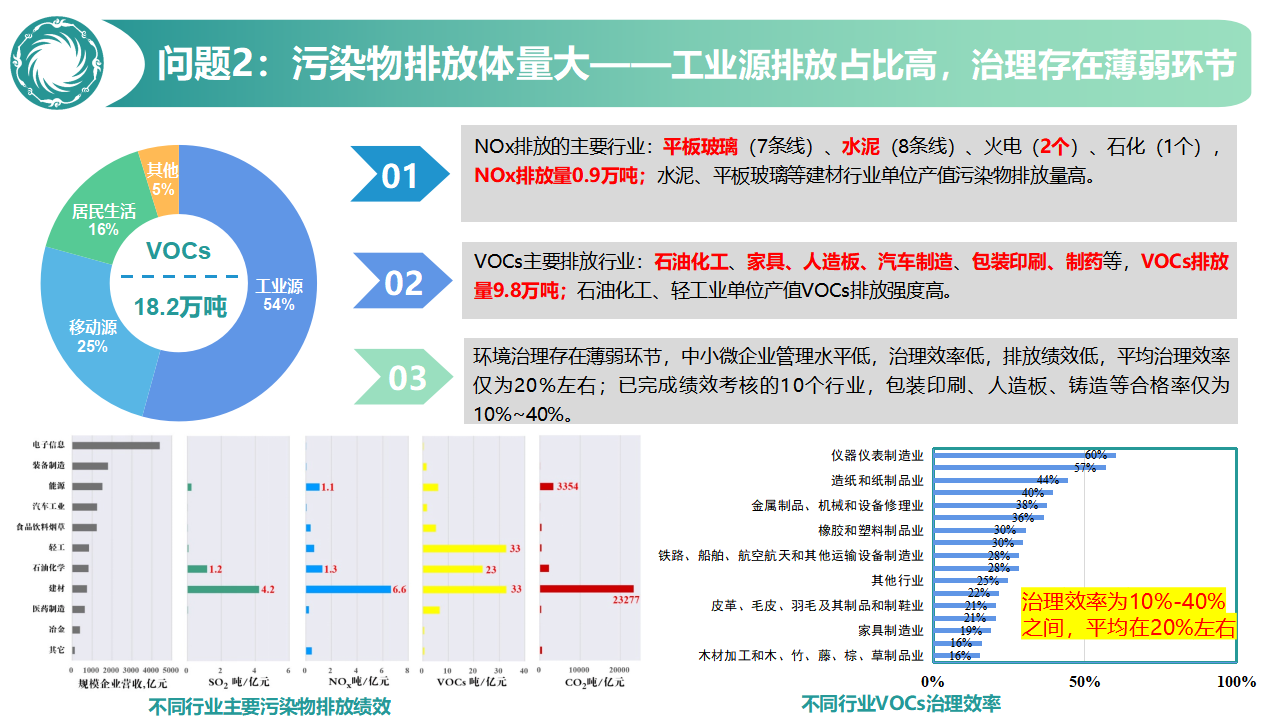 问题2：污染物排放体量大——工业源排放占比高，治理存在薄弱环节
其他
5%
居民生活
16%
VOCs
18.2万吨
工业源
54%
移动源
25%
01
NOx排放的主要行业：平板玻璃（7条线）、水泥（8条线）、火电（2个）、石化（1个），
NOx排放量0.9万吨；水泥、平板玻璃等建材行业单位产值污染物排放量高。
02
VOCs主要排放行业：石油化工、家具、人造板、汽车制造、包装印刷、制药等，VOCs排放
量9.8万吨；石油化工、轻工业单位产值VOCs排放强度高。
03
环境治理存在薄弱环节，中小微企业管理水平低，治理效率低，排放绩效低，平均治理效率
仅为20%左右；已完成绩效考核的10个行业，包装印刷、人造板、铸造等合格率仅为
10%~40%。
电子信息
装备制造
能源 1.1 3354
汽车工业
食品饮料烟草
轻工 33
石油化学 1.2 1.3 23
建材 4.2 6.6 33 23277
医药制造
冶金
其它
0 1000 2000 3000 4000 5000 0 2 4 6 0 2 4 6 8 0 10 20 30 40 0 10000 20000
规模企业营收,亿元 SO2 吨/亿元 NOx吨/亿元 VOCs 吨/亿元 CO2吨/亿元
不同行业主要污染物排放绩效
仪器仪表制造业 60%
57%
造纸和纸制品业 44%
40%
金属制品、机械和设备修理业 38%
36%
橡胶和塑料制品业 30%
30%
铁路、船舶、航空航天和其他运输设备制造业 28%
28%
其他行业 25%
22%
皮革、毛皮、羽毛及其制品和制鞋业 21%
21%
家具制造业 19%
16%
木材加工和木、竹、藤、棕、草制品业 16%
治理效率为10%-40%
之间，平均在20%左右
0% 50% 100%
不同行业VOCs治理效率